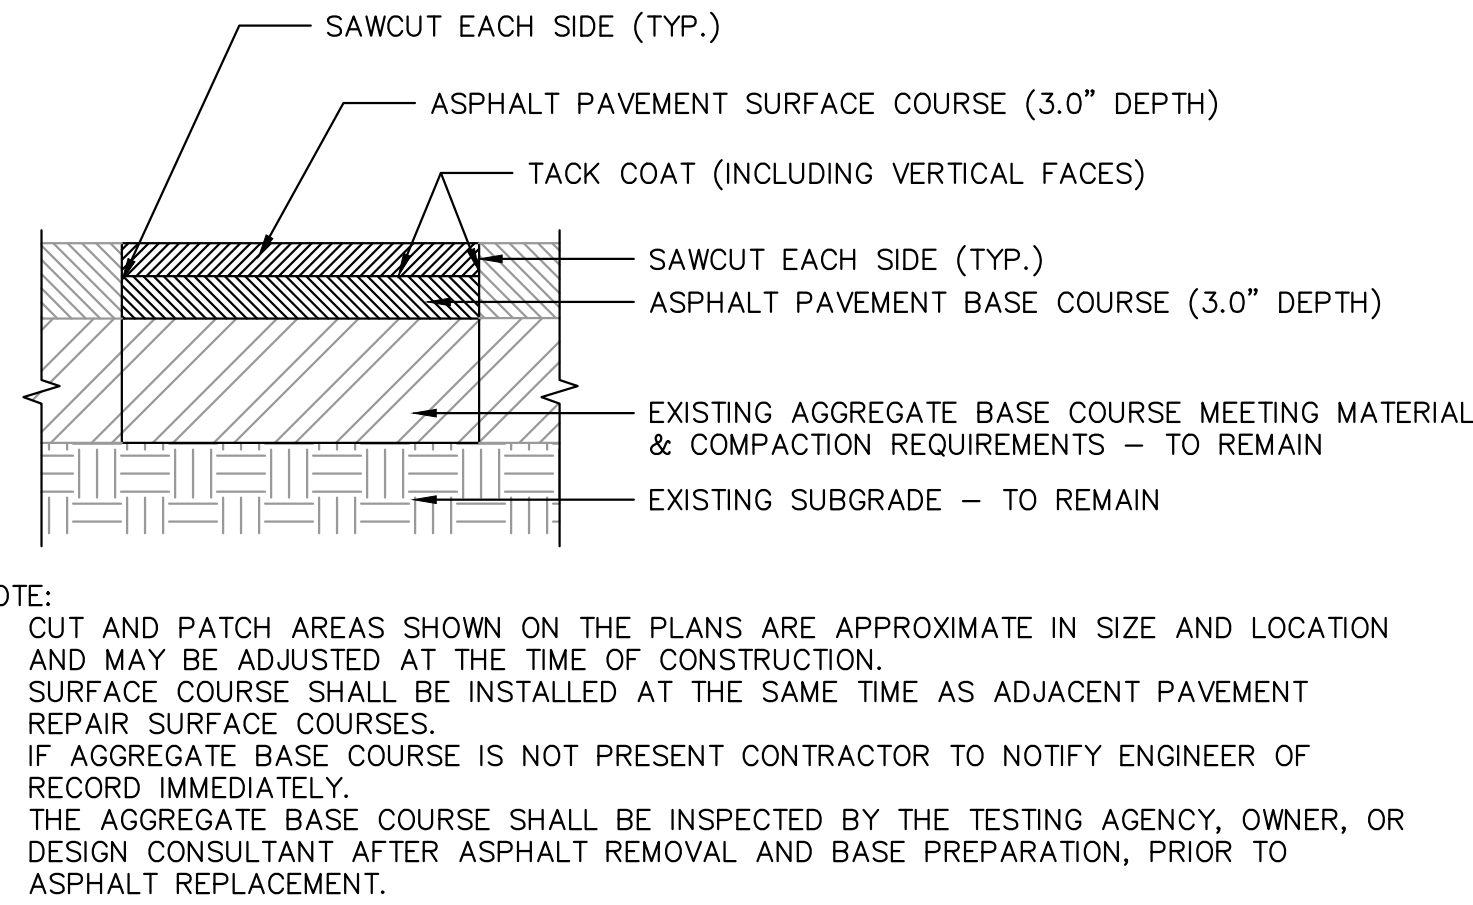 SAWCUT EACH SIDE (TYP.)
ASPHALT PAVEMENT SURFACE COURSE (3.0” DEPTH)
TACK COAT (INCLUDING VERTICAL FACES)
SAWCUT EACH SIDE (TYP.)
ASPHALT PAVEMENT BASE COURSE (3.0” DEPTH)
EXISTING AGGREGATE BASE COURSE MEETING MATERIAL
& COMPACTION REQUIREMENTS – TO REMAIN
EXISTING SUBGRADE – TO REMAIN
OTE:
CUT AND PATCH AREAS SHOWN ON THE PLANS ARE APPROXIMATE IN SIZE AND LOCATION
AND MAY BE ADJUSTED AT THE TIME OF CONSTRUCTION.
SURFACE COURSE SHALL BE INSTALLED AT THE SAME TIME AS ADJACENT PAVEMENT
REPAIR SURFACE COURSES.
IF AGGREGATE BASE COURSE IS NOT PRESENT CONTRACTOR TO NOTIFY ENGINEER OF
RECORD IMMEDIATELY.
THE AGGREGATE BASE COURSE SHALL BE INSPECTED BY THE TESTING AGENCY, OWNER, OR
DESIGN CONSULTANT AFTER ASPHALT REMOVAL AND BASE PREPARATION, PRIOR TO
ASPHALT REPLACEMENT.